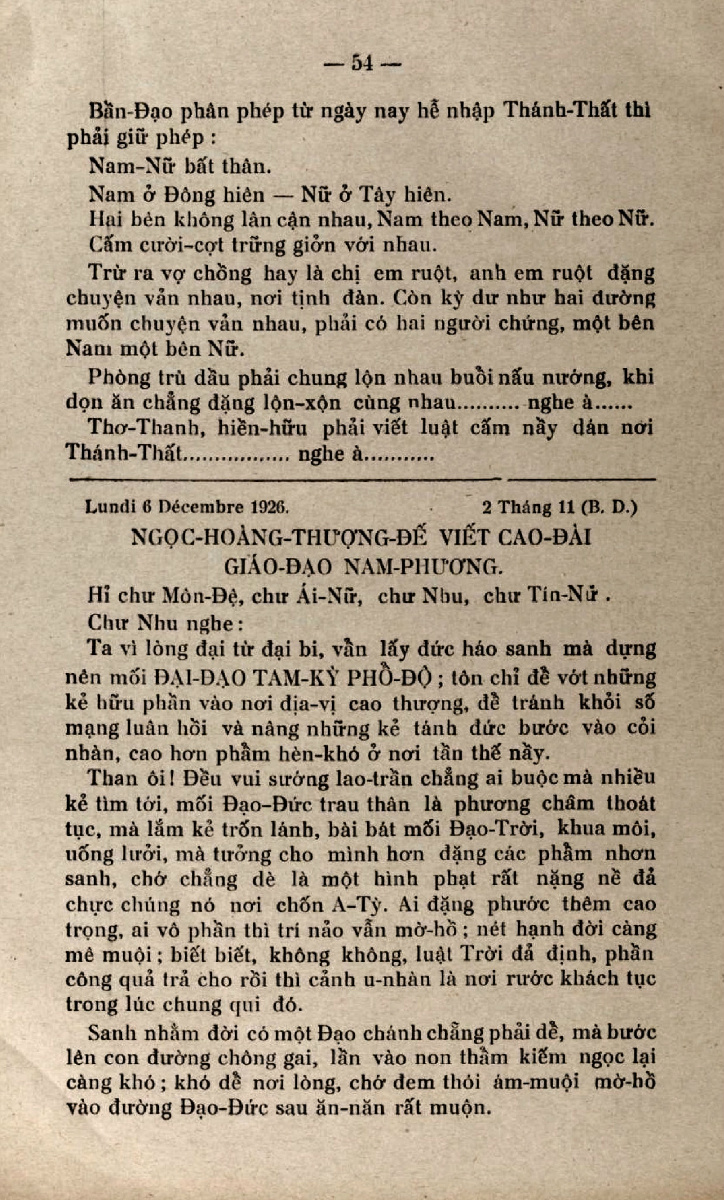 — 54 —
Bần-Đạo phân phép từ ngày nay hễ nhập Thánh-Thất thì
phải giữ phép :
Nam-Nữ bất thân.
Nam ở Đông hiên — Nữ ở Tây hiên.
Hai bên không lân cận nhau, Nam theo Nam, Nữ theo Nữ.
Cấm cười-cợt trững giởn với nhau.
Trừ ra vợ chồng hay là chị em ruột, anh em ruột đặng
chuyện vản nhau, nơi tịnh đàn. Còn kỳ dư như hai đường
muốn chuyện vản nhau, phải có hai người chứng, một bên
Nam một bên Nữ.
Phòng trù dầu phải chung lộn nhau buổi nấu nướng, khi
dọn ăn chẳng đặng lộn-xộn cùng nhau.......... nghe à......
Thơ-Thanh, hiền-hữu phải viết luật cấm nầy dán nơi
Thánh-Thất................. nghe à...........
Lundi 6 Décembre 1926. 2 Tháng 11 (B. D.)
NGỌC-HOÀNG-THƯỢNG-ĐẾ VIẾT CAO-ĐÀI
GIÁO-ĐẠO NAM-PHƯƠNG.
Hỉ chư Môn-Đệ, chư Ái-Nữ, chư Nhu, chư Tín-Nử .
Chư Nhu nghe :
Ta vì lòng đại từ đại bi, vẫn lấy đức háo sanh mà dựng
nên mối ĐẠI-ĐẠO TAM-KỲ PHỔ-ĐỘ ; tôn chỉ để vớt những
kẻ hữu phần vào nơi địa-vị cao thượng, để tránh khỏi số
mạng luân hồi và nâng những kẻ tánh đức bước vào cỏi
nhàn, cao hơn phẩm hèn-khó ở nơi tần thế nầy.
Than ôi! Đều vui sướng lao-trần chẳng ai buộc mà nhiều
kẻ tìm tới, mối Đạo-Đức trau thân là phương châm thoát
tục, mà lắm kẻ trốn lánh, bài bát mối Đạo-Trời, khua môi,
uống lưởi, mà tưởng cho mình hơn đặng các phẩm nhơn
sanh, chớ chẳng dè là một hình phạt rất nặng nề đả
chực chúng nó nơi chốn A-Tỳ. Ai đặng phước thêm cao
trọng, ai vô phần thì trí nảo vẫn mờ-hồ ; nét hạnh đời càng
mê muội ; biết biết, không không, luật Trời đả định, phần
công quả trả cho rồi thì cảnh u-nhàn là nơi rước khách tục
trong lúc chung qui đó.
Sanh nhằm đời có một Đạo chánh chẳng phải dể, mà bước
lên con đường chông gai, lần vào non thẩm kiếm ngọc lại
càng khó ; khó dể nơi lòng, chớ đem thói ám-muội mờ-hồ
vào đường Đạo-Đức sau ăn-năn rất muộn.